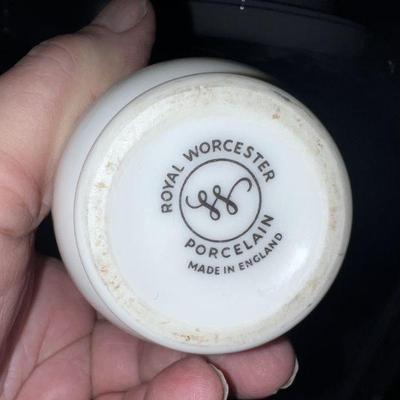 ROYAL WORCESTER
PORCELAIN
MADE IN ENGLAND